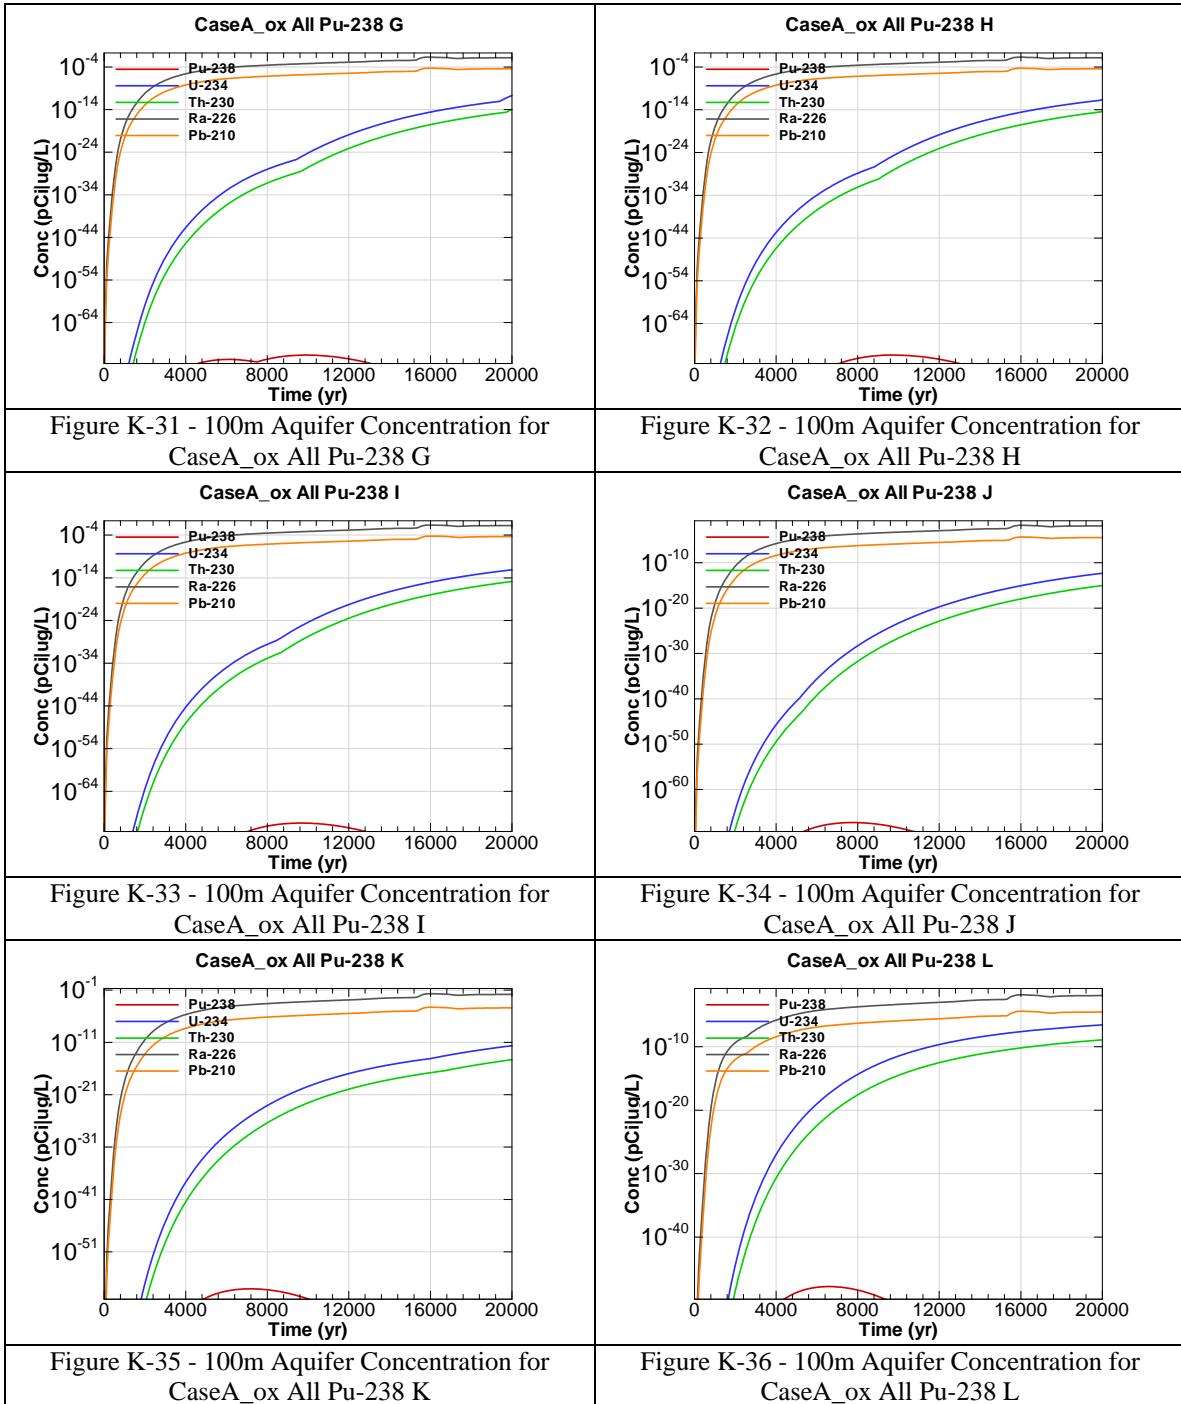 CaseA_ox All Pu-238 G
Conc (pCi|ug/L)
10-4
10-14
10-24
10-34
10-44
10-54
10-64
Pu-238
U-234
Th-230
Ra-226
Pb-210
0 4000 8000 12000 16000 20000
Time (yr)
Figure K-31 - 100m Aquifer Concentration for
CaseA_ox All Pu-238 G
CaseA_ox All Pu-238 H
Conc (pCi|ug/L)
10-4
10-14
10-24
10-34
10-44
10-54
10-64
Pu-238
U-234
Th-230
Ra-226
Pb-210
0 4000 8000 12000 16000 20000
Time (yr)
Figure K-32 - 100m Aquifer Concentration for
CaseA_ox All Pu-238 H
CaseA_ox All Pu-238 I
Conc (pCi|ug/L)
10-4
10-14
10-24
10-34
10-44
10-54
10-64
Pu-238
U-234
Th-230
Ra-226
Pb-210
0 4000 8000 12000 16000 20000
Time (yr)
Figure K-33 - 100m Aquifer Concentration for
CaseA_ox All Pu-238 I
CaseA_ox All Pu-238 J
Conc (pCi|ug/L)
10-10
10-20
10-30
10-40
10-50
10-60
Pu-238
U-234
Th-230
Ra-226
Pb-210
0 4000 8000 12000 16000 20000
Time (yr)
Figure K-34 - 100m Aquifer Concentration for
CaseA_ox All Pu-238 J
CaseA_ox All Pu-238 K
Conc (pCi|ug/L)
10-1
10-11
10-21
10-31
10-41
10-51
Pu-238
U-234
Th-230
Ra-226
Pb-210
0 4000 8000 12000 16000 20000
Time (yr)
Figure K-35 - 100m Aquifer Concentration for
CaseA_ox All Pu-238 K
CaseA_ox All Pu-238 L
Conc (pCi|ug/L)
10-10
10-20
10-30
10-40
Pu-238
U-234
Th-230
Ra-226
Pb-210
0 4000 8000 12000 16000 20000
Time (yr)
Figure K-36 - 100m Aquifer Concentration for
CaseA_ox All Pu-238 L